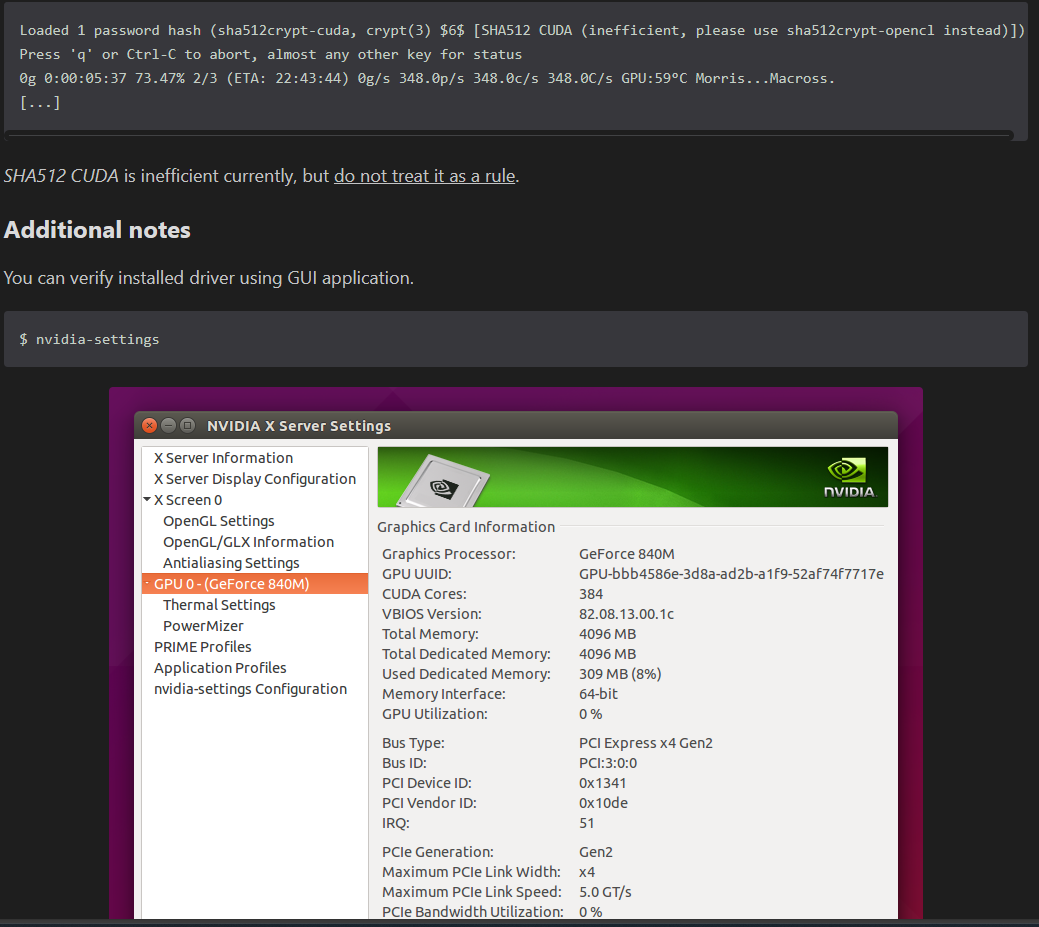 Loaded 1 password hash (sha512crypt-cuda, crypt(3) $6$ [SHA512 CUDA (inefficient, please use sha512crypt-opencl instead)])
Press 'q' or Ctrl-C to abort, almost any other key for status
0g 0:00:05:37 73.47% 2/3 (ETA: 22:43:44) 0g/s 348.0p/s 348.0c/s 348.0C/s GPU:59°C Morris...Macross.
[...]
SHA512 CUDA is inefficient currently, but do not treat it as a rule.
Additional notes
You can verify installed driver using GUI application.
$ nvidia-settings
NVIDIA X Server Settings
X Server Information
X Server Display Configuration
X Screen 0
OpenGL Settings
OpenGL/GLX Information
Antialiasing Settings
GPU 0 - (GeForce 840M)
Thermal Settings
PowerMizer
PRIME Profiles
Application Profiles
nvidia-settings Configuration
NVIDIA.
Graphics Card Information
Graphics Processor: GeForce 840M
GPU UUID: GPU-bbb4586e-3d8a-ad2b-a1f9-52af74f7717e
CUDA Cores: 384
VBIOS Version: 82.08.13.00.1c
Total Memory: 4096 MB
Total Dedicated Memory: 4096 MB
Used Dedicated Memory: 309 MB (8%)
Memory Interface: 64-bit
GPU Utilization: 0 %
Bus Type: PCI Express x4 Gen2
Bus ID: PCI:3:0:0
PCI Device ID: 0x1341
PCI Vendor ID: 0x10de
IRQ: 51
PCIe Generation: Gen2
Maximum PCIe Link Width: x4
Maximum PCIe Link Speed: 5.0 GT/s
PCIe Bandwidth Utilization: 0 %